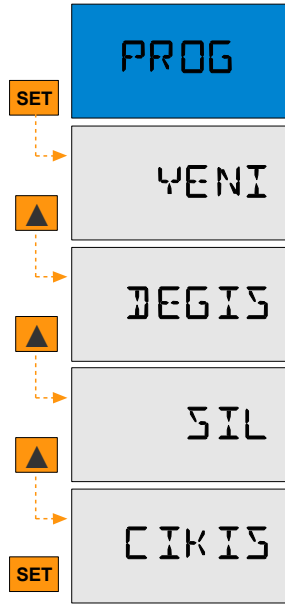 PROG
SET
YENI
DEGIS
SIL
CIKIS
SET